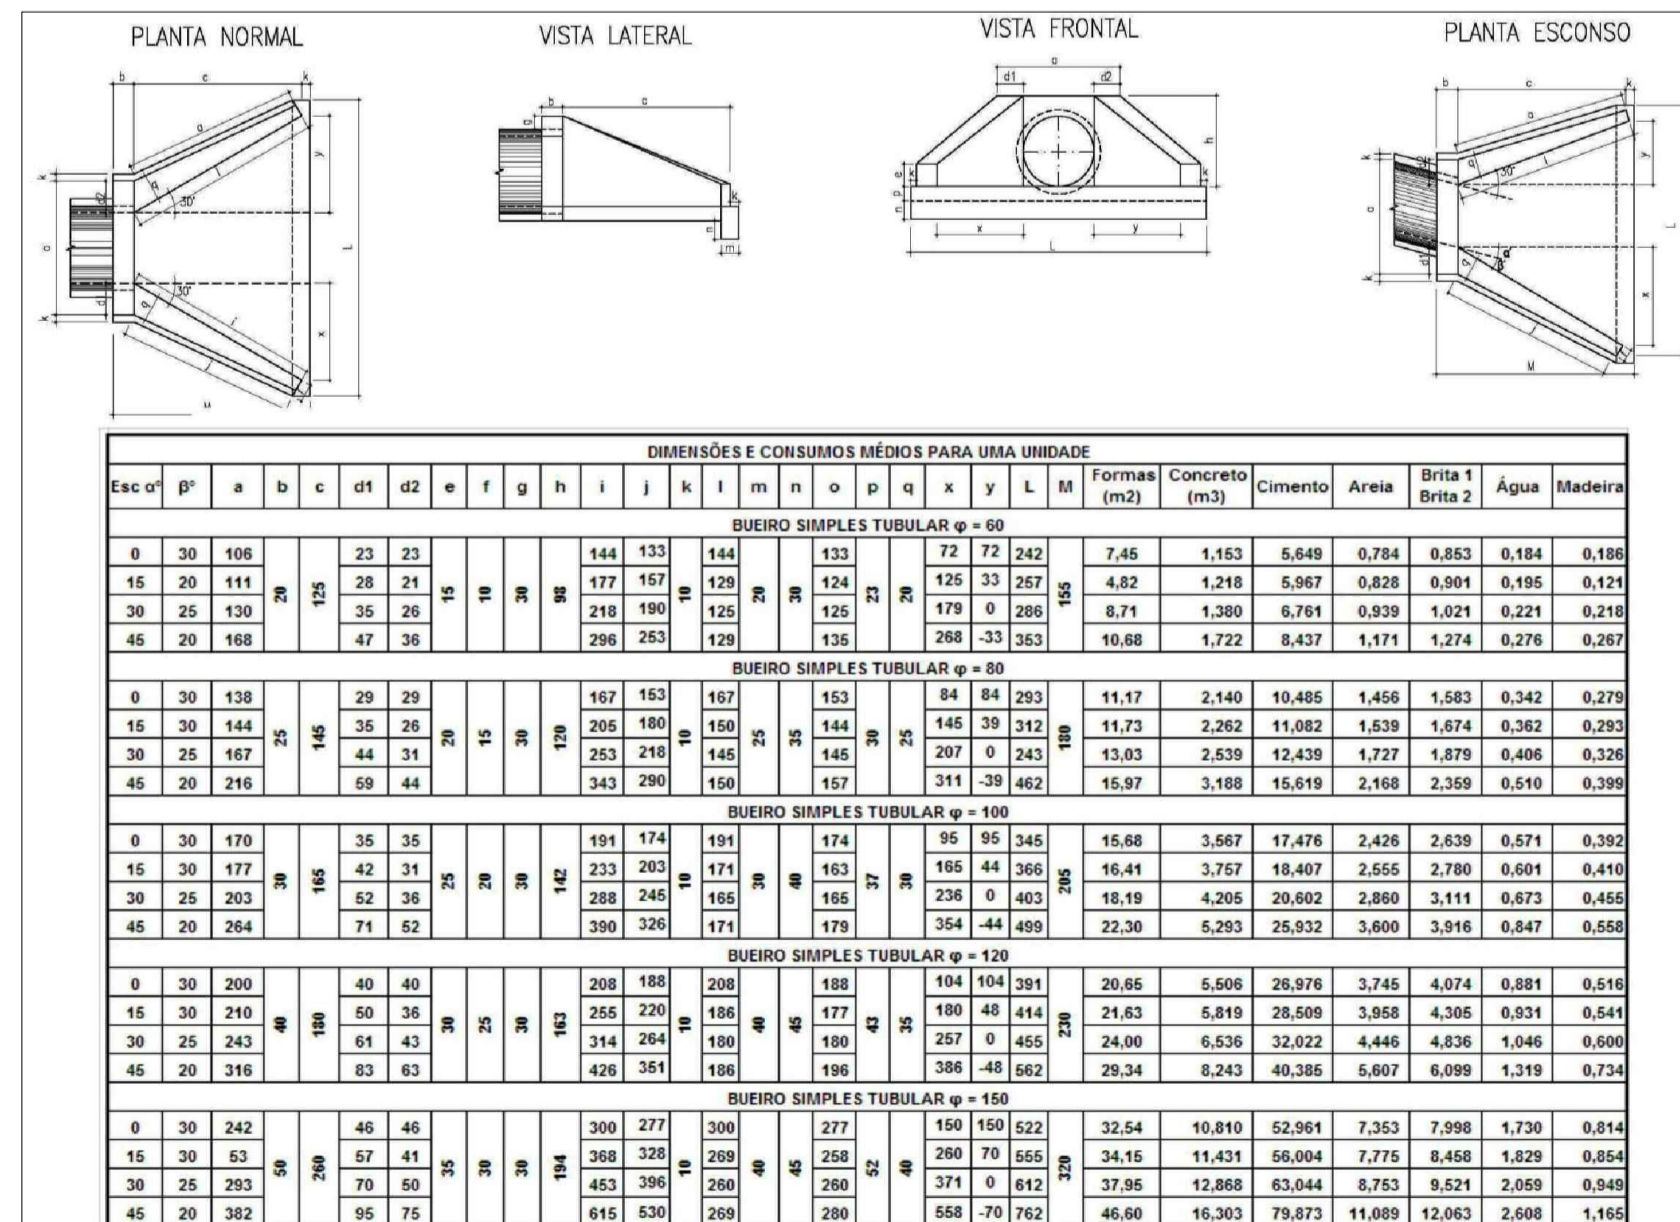 PLANTA NORMAL
VISTA LATERAL
VISTA FRONTAL
PLANTA ESCONSO
DIMENSÕES E CONSUMOS MÉDIOS PARA UMA UNIDADE
Esc α° β° a b c d1 d2 e f g h i j k l m n o p q x y L M Formas (m2) Concreto (m3) Cimento Areia Brita 1 Brita 2 Água Madeira
BUEIRO SIMPLES TUBULAR φ = 60
0 30 106 20 125 23 23 15 10 30 98 144 133 10 144 20 30 133 23 20 72 72 242 155 7,45 1,153 5,649 0,784 0,853 0,184 0,186
15 20 111 28 21 177 157 129 124 125 33 257 4,82 1,218 5,967 0,828 0,901 0,195 0,121
30 25 130 35 26 218 190 125 125 179 0 286 8,71 1,380 6,761 0,939 1,021 0,221 0,218
45 20 168 47 36 296 253 129 135 268 -33 353 10,68 1,722 8,437 1,171 1,274 0,276 0,267
BUEIRO SIMPLES TUBULAR φ = 80
0 30 138 25 145 29 29 20 15 30 120 167 153 10 167 25 35 153 30 25 84 84 293 180 11,17 2,140 10,485 1,456 1,583 0,342 0,279
15 30 144 35 26 205 180 150 144 145 39 312 11,73 2,262 11,082 1,539 1,674 0,362 0,293
30 25 167 44 31 253 218 145 145 207 0 243 13,03 2,539 12,439 1,727 1,879 0,406 0,326
45 20 216 59 44 343 290 150 157 311 -39 462 15,97 3,188 15,619 2,168 2,359 0,510 0,399
BUEIRO SIMPLES TUBULAR φ = 100
0 30 170 30 165 35 35 25 20 30 142 191 174 10 191 30 40 174 37 30 95 95 345 205 15,68 3,567 17,476 2,426 2,639 0,571 0,392
15 30 177 42 31 233 203 171 163 165 44 366 16,41 3,757 18,407 2,555 2,780 0,601 0,410
30 25 203 52 36 288 245 165 165 236 0 403 18,19 4,205 20,602 2,860 3,111 0,673 0,455
45 20 264 71 52 390 326 171 179 354 -44 499 22,30 5,293 25,932 3,600 3,916 0,847 0,558
BUEIRO SIMPLES TUBULAR φ = 120
0 30 200 40 180 40 40 30 25 30 163 208 188 10 208 40 45 188 43 35 104 104 391 230 20,65 5,506 26,976 3,745 4,074 0,881 0,516
15 30 210 50 36 255 220 186 177 180 48 414 21,63 5,819 28,509 3,958 4,305 0,931 0,541
30 25 243 61 43 314 264 180 180 257 0 455 24,00 6,536 32,022 4,446 4,836 1,046 0,600
45 20 316 83 63 426 351 186 196 386 -48 562 29,34 8,243 40,385 5,607 6,099 1,319 0,734
BUEIRO SIMPLES TUBULAR φ = 150
0 30 242 50 260 46 46 35 30 30 194 300 277 10 300 40 45 277 52 40 150 150 522 320 32,54 10,810 52,961 7,353 7,998 1,730 0,814
15 30 53 57 41 368 328 269 258 260 70 555 34,15 11,431 56,004 7,775 8,458 1,829 0,854
30 25 293 70 50 453 396 260 260 371 0 612 37,95 12,868 63,044 8,753 9,521 2,059 0,949
45 20 382 95 75 615 530 269 280 558 -70 762 46,60 16,303 79,873 11,089 12,063 2,608 1,165